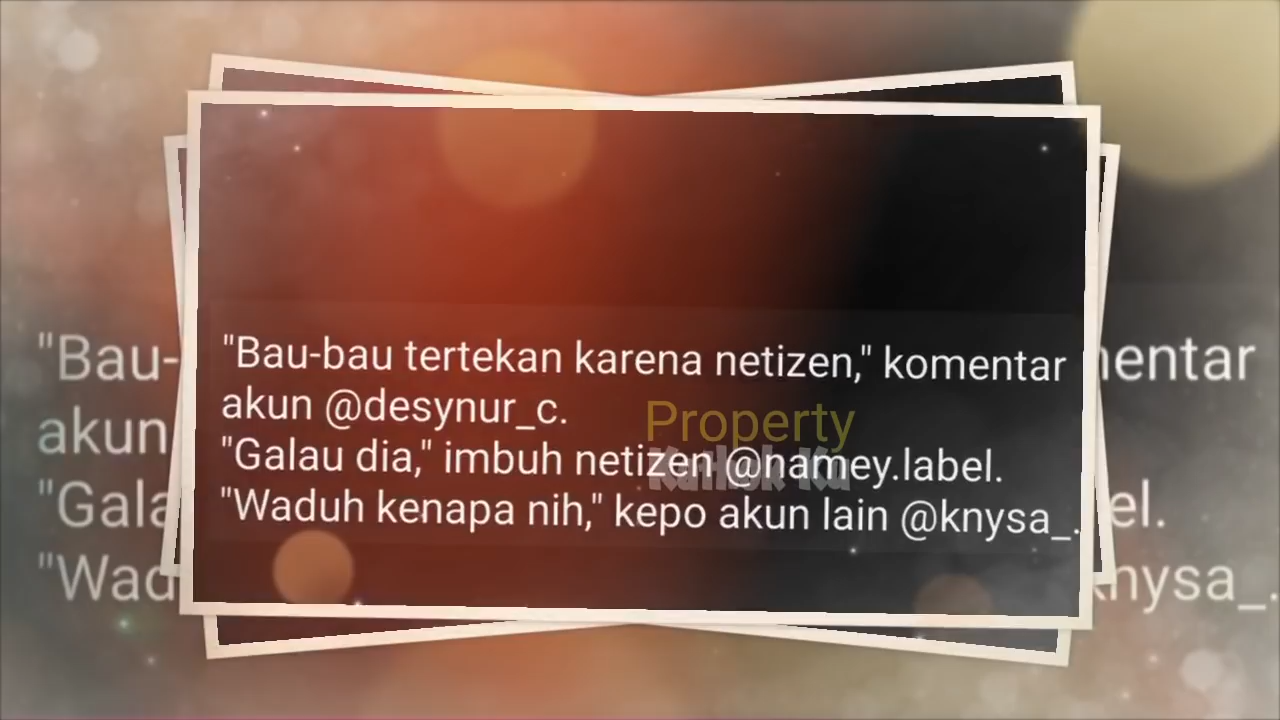 "Bau-bau tertekan karena netizen," komentar
akun @desynur_c.
"Galau dia," imbuh netizen @namey.label.
"Waduh kenapa nih," kepo akun lain @knysa_.
Property